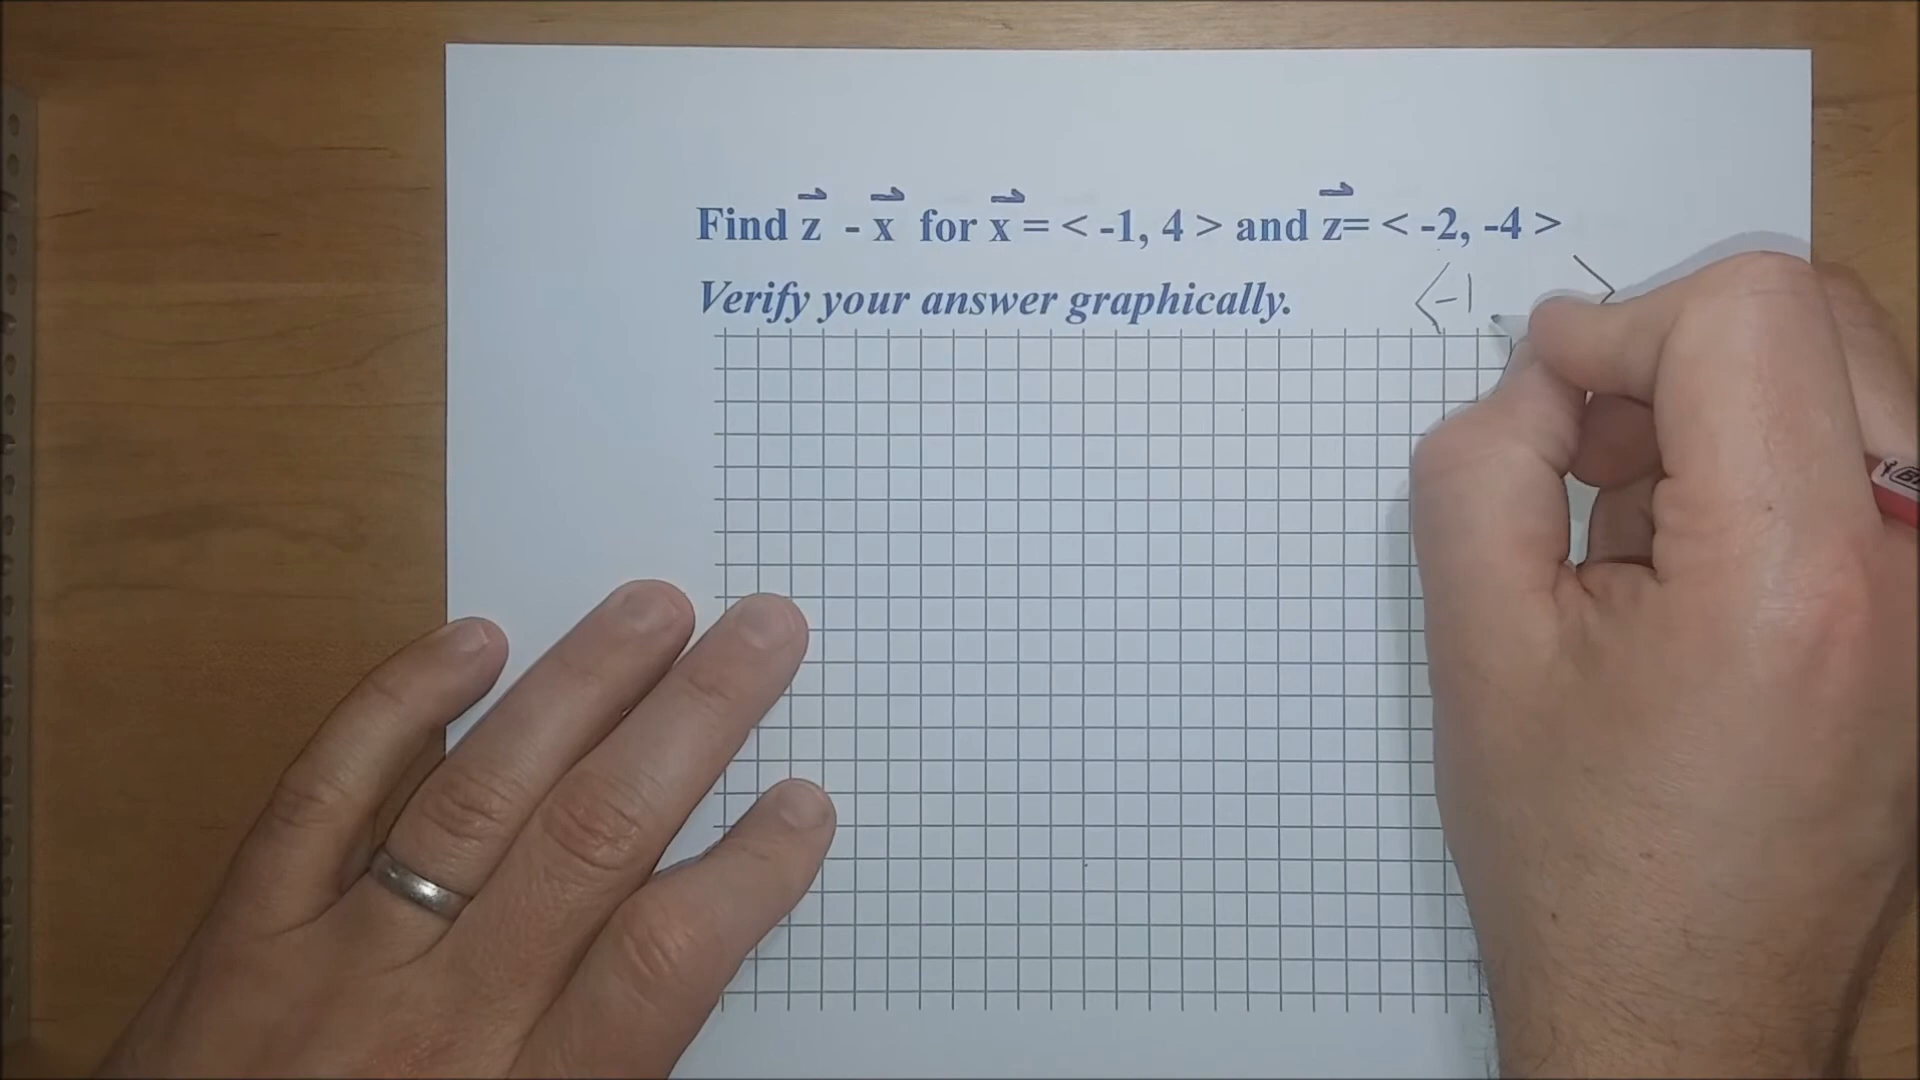 Find z - x for x = < -1, 4 > and z= < -2, -4 >
Verify your answer graphically.
<-1 >